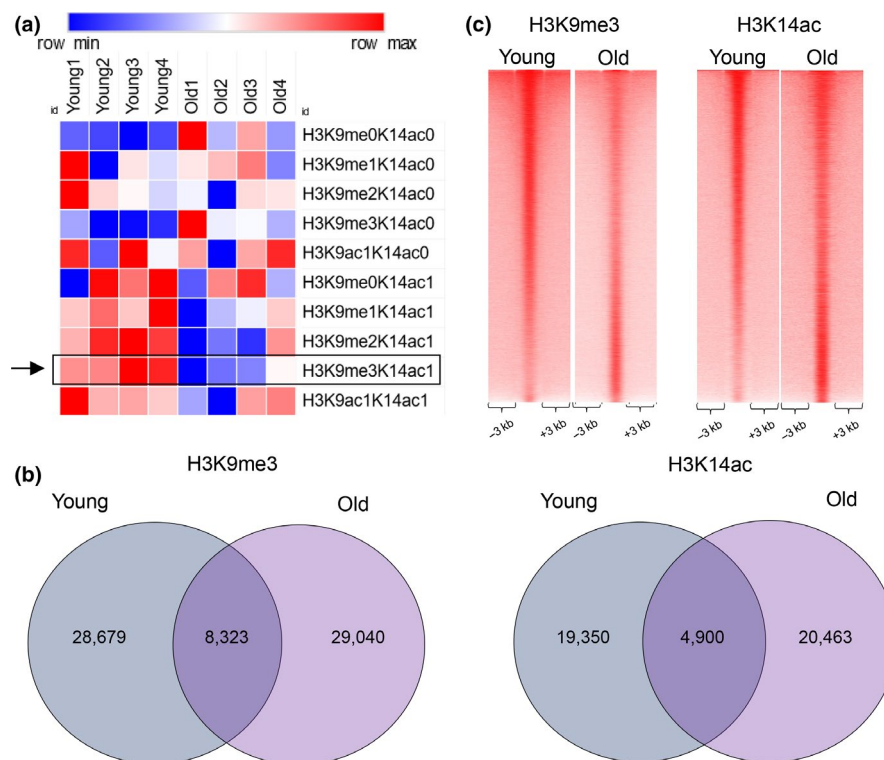 (a)
row min
row max
id
Young1
Young2
Young3
Young4
Old1
Old2
Old3
Old4
id
H3K9me0K14ac0
H3K9me1K14ac0
H3K9me2K14ac0
H3K9me3K14ac0
H3K9ac1K14ac0
H3K9me0K14ac1
H3K9me1K14ac1
H3K9me2K14ac1
H3K9me3K14ac1
H3K9ac1K14ac1
(c)
H3K9me3
H3K14ac
Young
Old
Young
Old
−3 kb
+3 kb
−3 kb
+3 kb
−3 kb
+3 kb
−3 kb
+3 kb
(b)
H3K9me3
Young
Old
28,679
8,323
29,040
H3K14ac
Young
Old
19,350
4,900
20,463